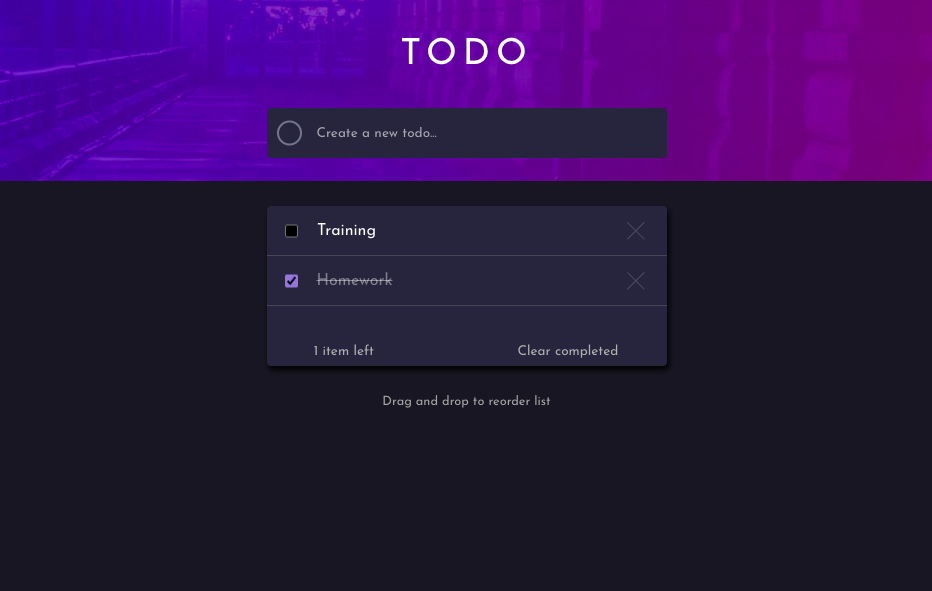 TODO
Create a new todo...
Training
Homework
1 item left
Clear completed
Drag and drop to reorder list